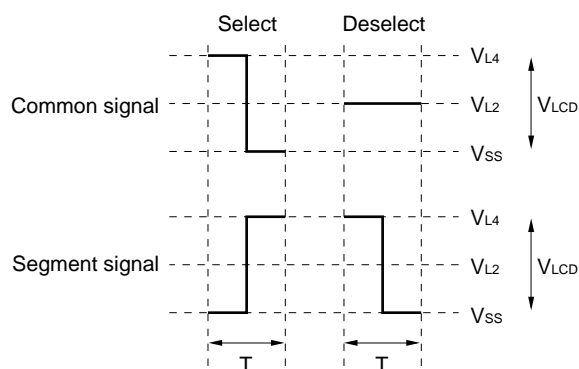 Select Deselect
VL4
Common signal VL2 VLCD
VSS
VL4
Segment signal VL2 VLCD
VSS
T T